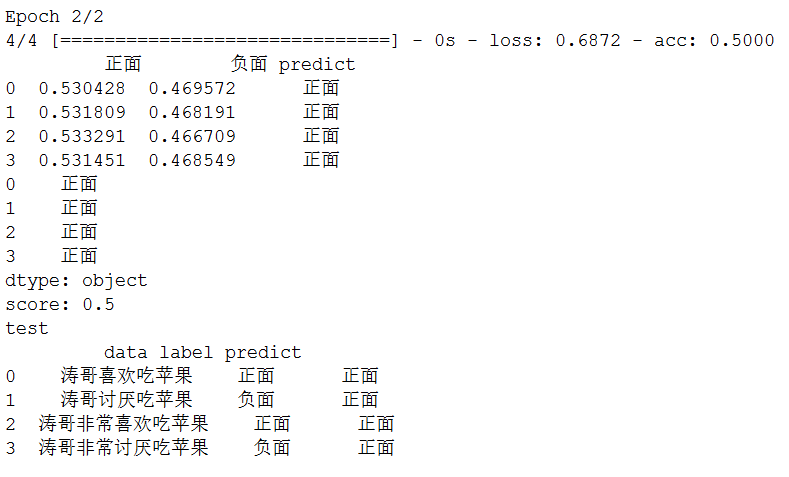 Epoch 2/2
4/4 [==============================] - 0s - loss: 0.6872 - acc: 0.5000
正面 负面 predict
0 0.530428 0.469572 正面
1 0.531809 0.468191 正面
2 0.533291 0.466709 正面
3 0.531451 0.468549 正面
0 正面
1 正面
2 正面
3 正面
dtype: object
score: 0.5
test
data label predict
0 涛哥喜欢吃苹果 正面 正面
1 涛哥讨厌吃苹果 负面 正面
2 涛哥非常喜欢吃苹果 正面 正面
3 涛哥非常讨厌吃苹果 负面 正面